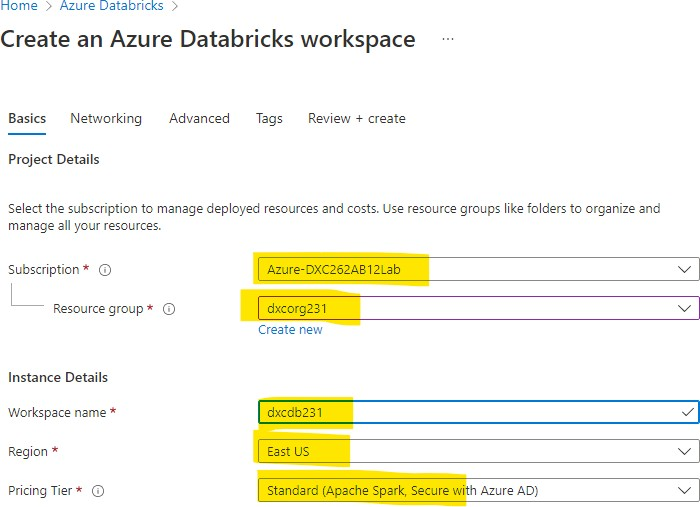 Home > Azure Databricks >
Create an Azure Databricks workspace ...
Basics Networking Advanced Tags Review + create
Project Details
Select the subscription to manage deployed resources and costs. Use resource groups like folders to organize and
manage all your resources.
Subscription * Azure-DXC262AB12Lab
Resource group * dxcorg231
Create new
Instance Details
Workspace name * dxcdb231
Region * East US
Pricing Tier * Standard (Apache Spark, Secure with Azure AD)